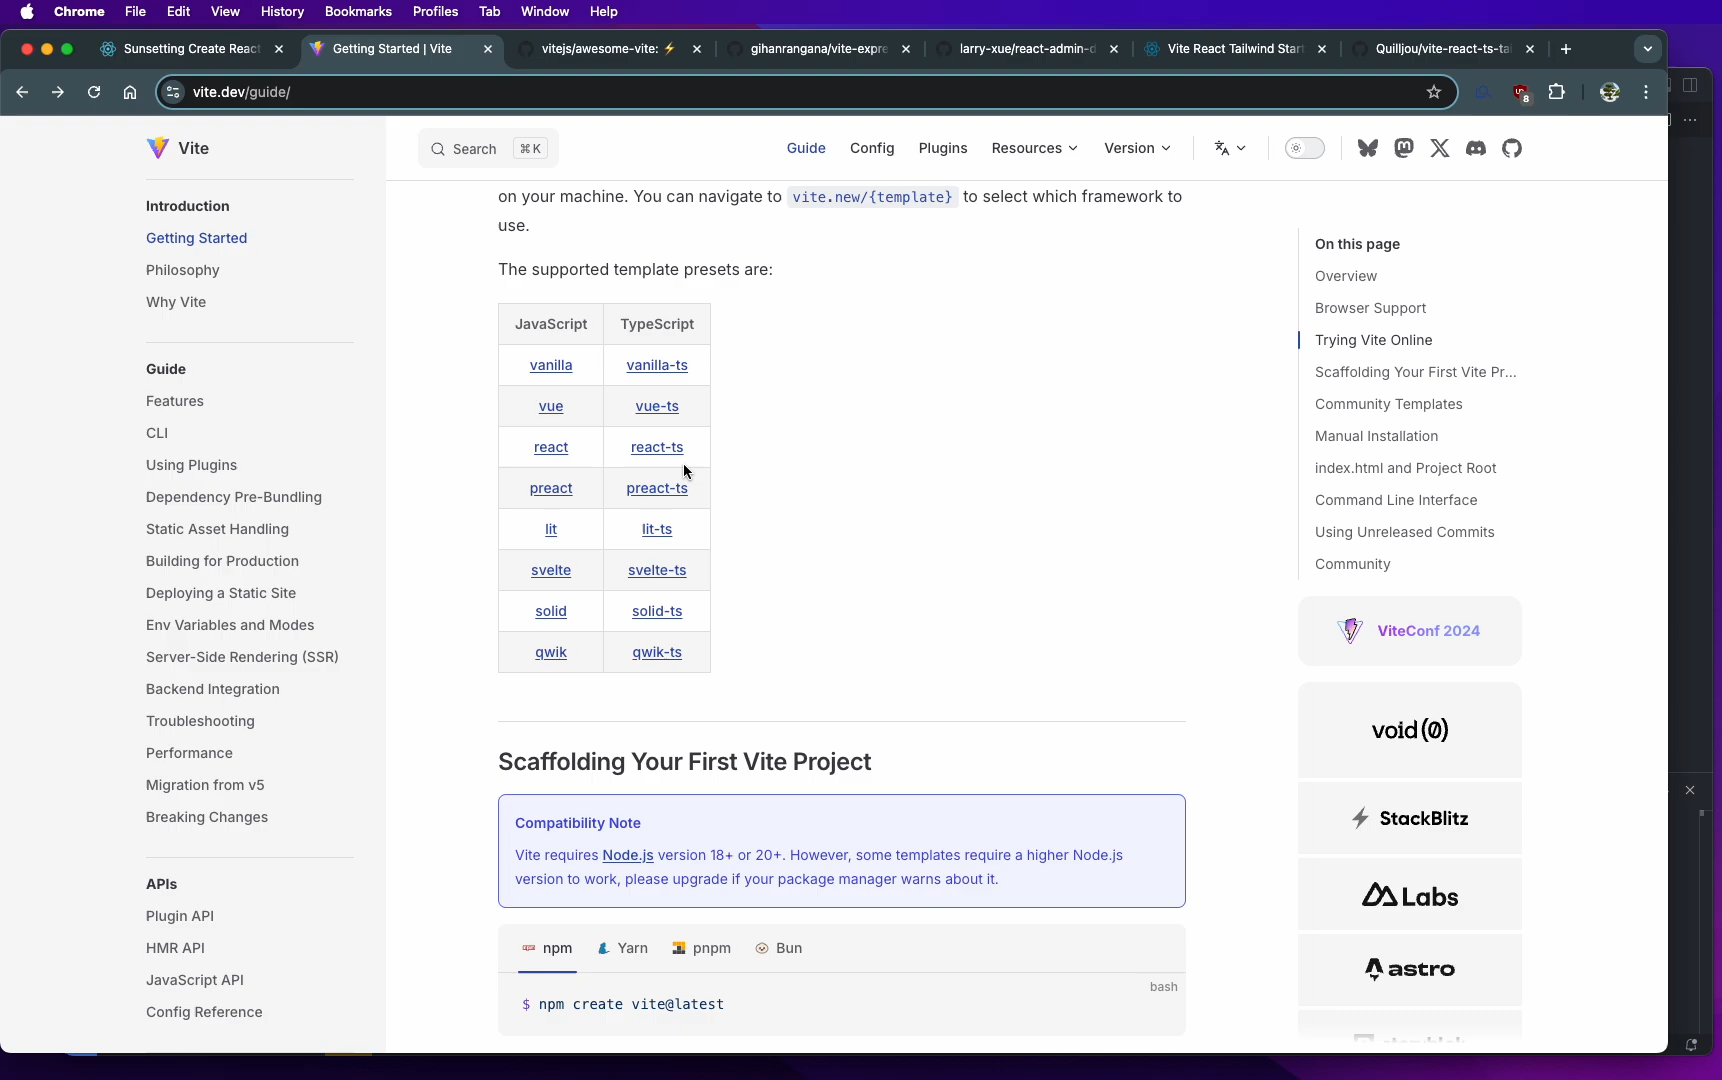 Chrome File Edit View History Bookmarks Profiles Tab Window Help
Sunsetting Create React
Getting Started | Vite
vitejs/awesome-vite: ⚡
gihanrangana/vite-expre
larry-xue/react-admin-d
Vite React Tailwind Start
Quilljou/vite-react-ts-tai
vite.dev/guide/
8
Vite
Search ⌘ K
Guide Config Plugins Resources Version
Introduction
Getting Started
Philosophy
Why Vite
Guide
Features
CLI
Using Plugins
Dependency Pre-Bundling
Static Asset Handling
Building for Production
Deploying a Static Site
Env Variables and Modes
Server-Side Rendering (SSR)
Backend Integration
Troubleshooting
Performance
Migration from v5
Breaking Changes
APIs
Plugin API
HMR API
JavaScript API
Config Reference
on your machine. You can navigate to vite.new/{template} to select which framework to
use.
The supported template presets are:
JavaScript TypeScript
vanilla vanilla-ts
vue vue-ts
react react-ts
preact preact-ts
lit lit-ts
svelte svelte-ts
solid solid-ts
qwik qwik-ts
Scaffolding Your First Vite Project
Compatibility Note
Vite requires Node.js version 18+ or 20+. However, some templates require a higher Node.js
version to work, please upgrade if your package manager warns about it.
npm Yarn pnpm Bun
bash
$ npm create vite@latest
On this page
Overview
Browser Support
Trying Vite Online
Scaffolding Your First Vite Pr...
Community Templates
Manual Installation
index.html and Project Root
Command Line Interface
Using Unreleased Commits
Community
ViteConf 2024
void(0)
StackBlitz
Labs
astro